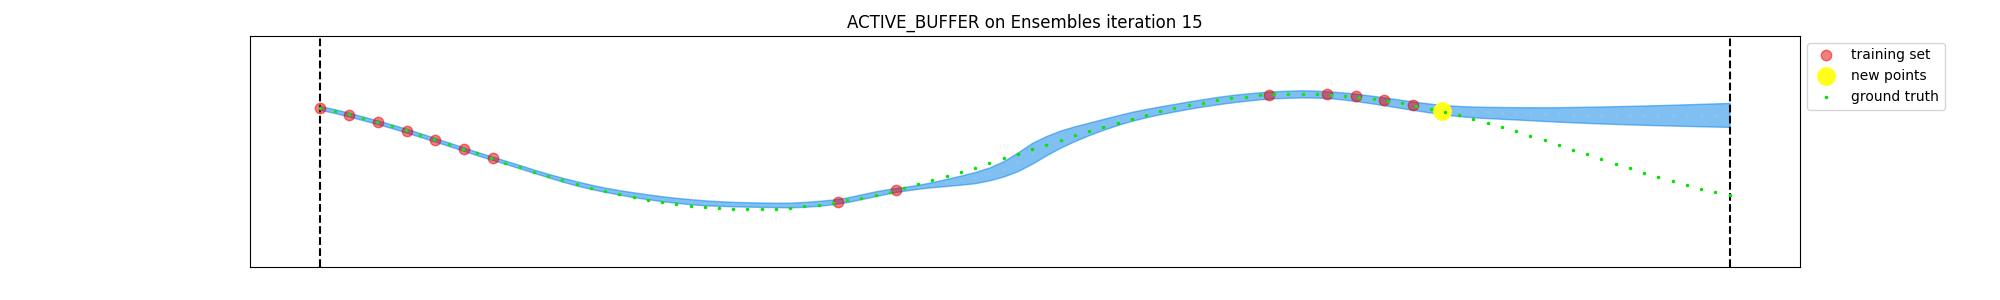 ACTIVE_BUFFER on Ensembles iteration 15
training set
new points
ground truth